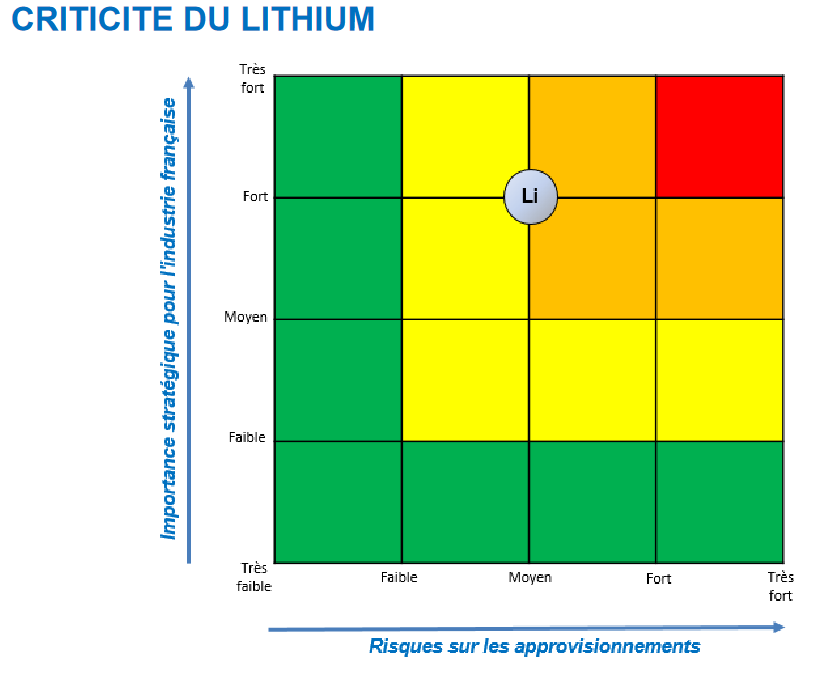 CRITICITE DU LITHIUM
Très
fort
Importance stratégique pour l'industrie française
Fort
Li
Moyen
Faible
Très
faible
Faible
Moyen
Fort
Très
fort
Risques sur les approvisionnements